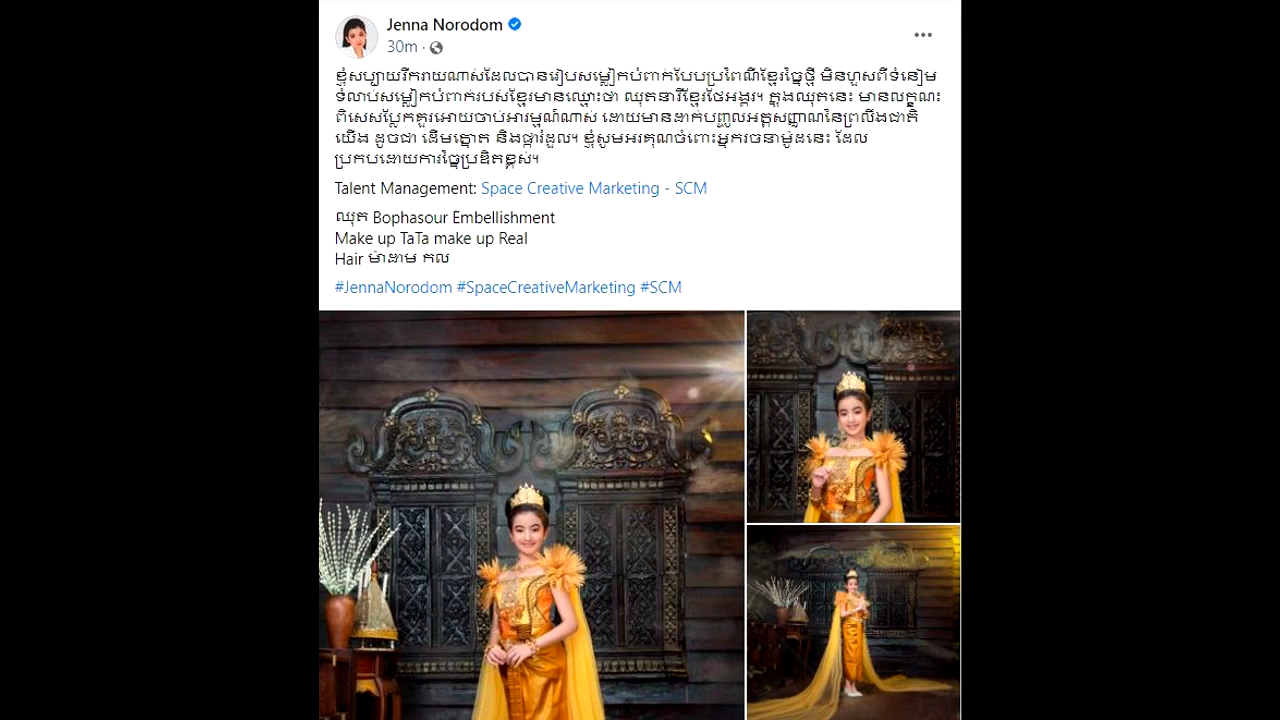 Jenna Norodom
30m ·
ខ្ញុំសប្បាយរីករាយណាស់ដែលបានរៀបសម្លៀកបំពាក់បែបប្រពៃណីខ្មែរច្នៃថ្មី មិនហួសពីទំនៀម
ទំលាប់សម្លៀកបំពាក់របស់ខ្មែរមានឈ្មោះថា ឈុតនារីខ្មែរថែអង្គរ។ ក្នុងឈុតនេះ មានលក្ខណះ
ពិសេសប្លែកគួរអោយចាប់អារម្មណ៍ណាស់ ដោយមានដាក់បញ្ចូលអត្តសញ្ញាណនៃព្រលឹងជាតិ
យើង ដូចជា ដើមត្នោត និងផ្ការំដួល។ ខ្ញុំសូមអរគុណចំពោះអ្នករចនាម៉ូដនេះ ដែល
ប្រកបដោយការច្នៃប្រឌិតខ្ពស់។
Talent Management: Space Creative Marketing - SCM
ឈុត Bophasour Embellishment
Make up TaTa make up Real
Hair ម៉ាដាម កល
#JennaNorodom #SpaceCreativeMarketing #SCM